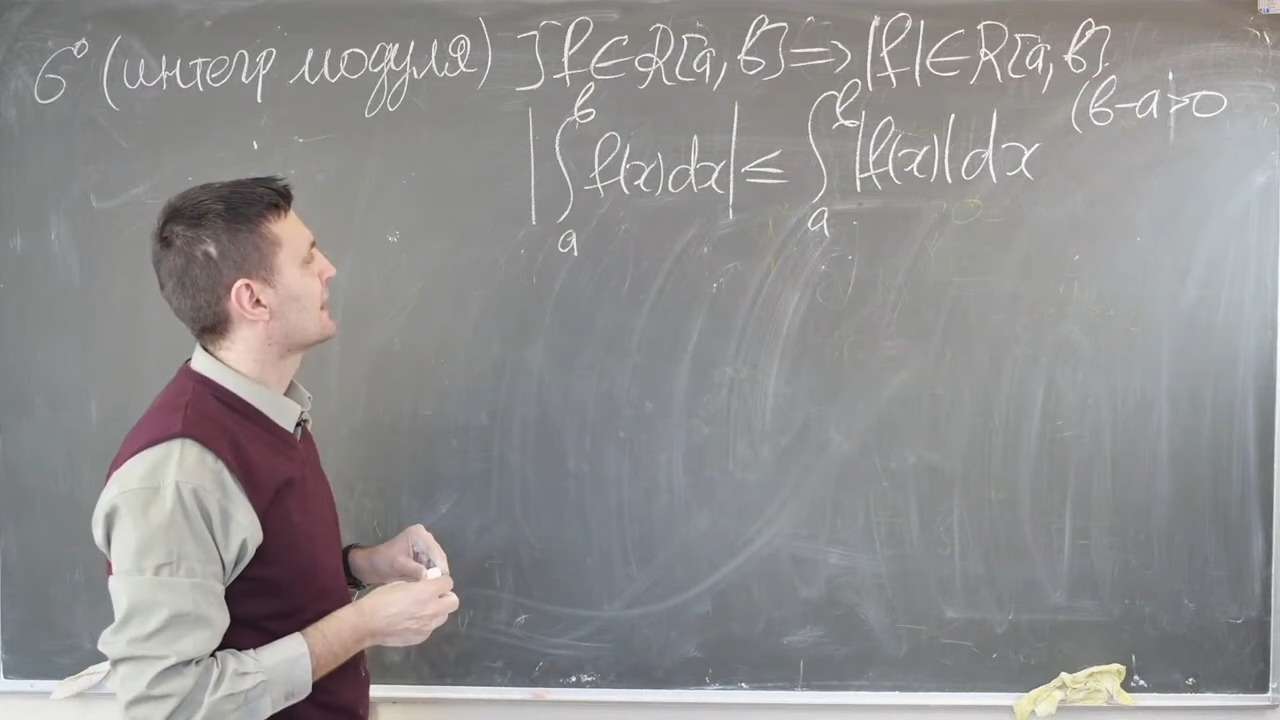 6° (интегр модуля) ] f ∈ R[a, b] => |f| ∈ R[a, b]
|∫ₐᵇ f(x)dx| ≤ ∫ₐᵇ |f(x)|dx (b-a>0